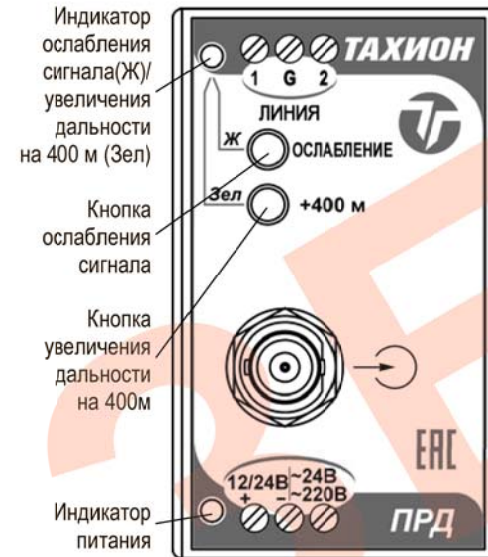 Индикатор
ослабления
сигнала(Ж)/
увеличения
дальности
на 400 м (Зел)
Кнопка
ослабления
сигнала
Кнопка
увеличения
дальности
на 400м
Индикатор
питания
ТАХИОН
1 G 2
ЛИНИЯ
Ж ОСЛАБЛЕНИЕ
Зел +400 м
EAC
12/24В ~24В
+ – ~220В
ПРД